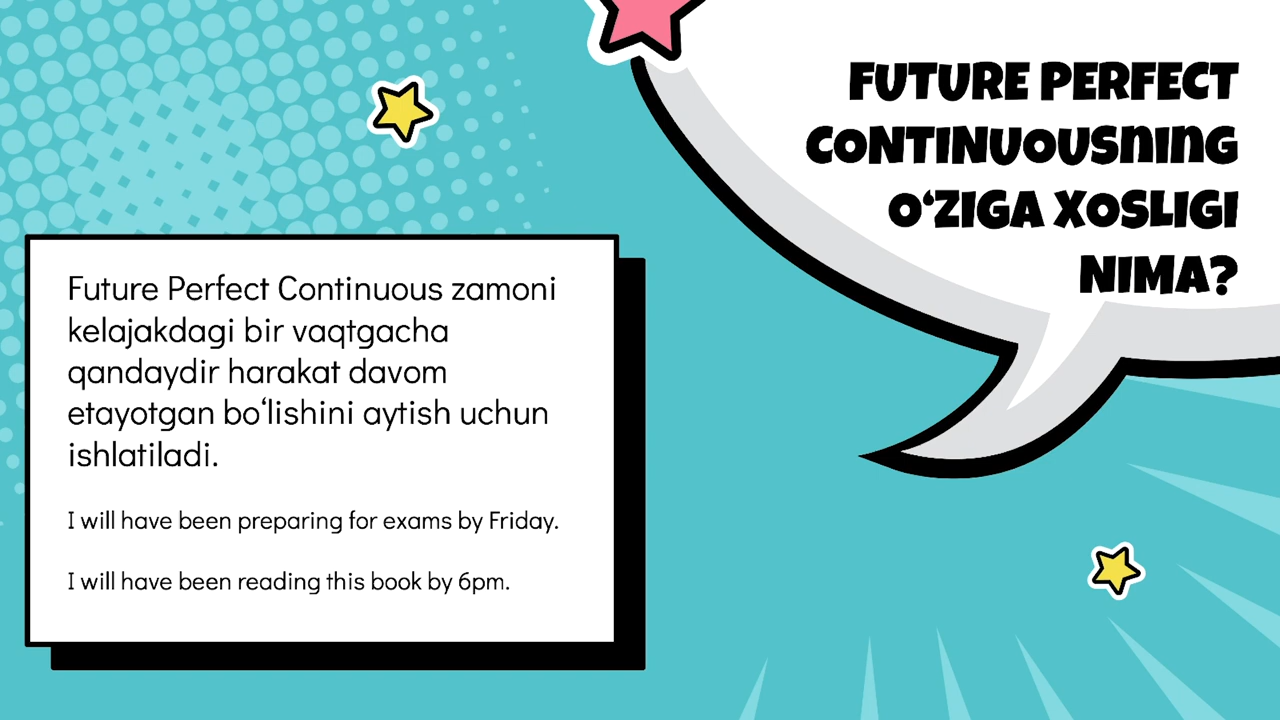 FUTURE PERFECT
CONTINUOUSning
O‘ZIGA XOSLIGI
NIMA?
Future Perfect Continuous zamoni
kelajakdagi bir vaqtgacha
qandaydir harakat davom
etayotgan bo‘lishini aytish uchun
ishlatiladi.
I will have been preparing for exams by Friday.
I will have been reading this book by 6pm.